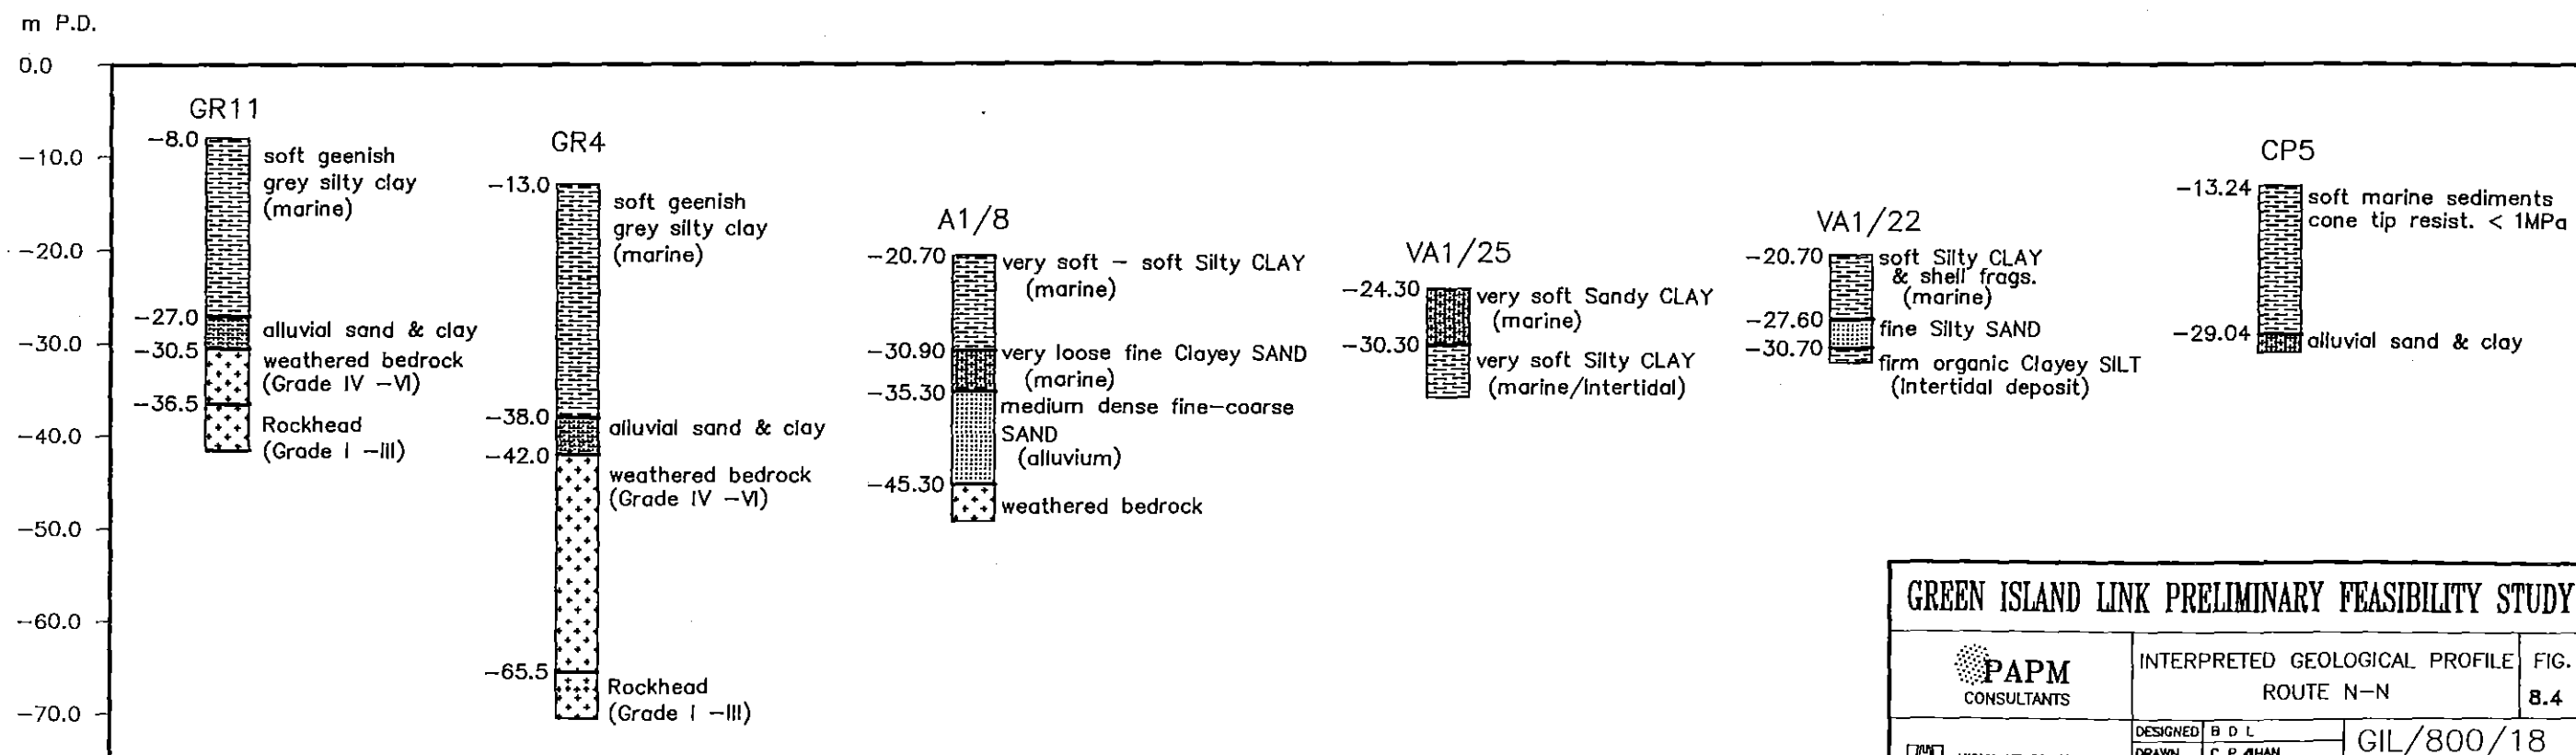 m P.D.
0.0
-10.0
-20.0
-30.0
-40.0
-50.0
-60.0
-70.0
GR11
-8.0
soft geenish
grey silty clay
(marine)
-27.0
alluvial sand & clay
-30.5
weathered bedrock
(Grade IV -VI)
-36.5
Rockhead
(Grade I -III)
GR4
-13.0
soft geenish
grey silty clay
(marine)
-38.0
alluvial sand & clay
-42.0
weathered bedrock
(Grade IV -VI)
-65.5
Rockhead
(Grade I -III)
A1/8
-20.70
very soft - soft Silty CLAY
(marine)
-30.90
very loose fine Clayey SAND
(marine)
-35.30
medium dense fine-coarse
SAND
(alluvium)
-45.30
weathered bedrock
VA1/25
-24.30
very soft Sandy CLAY
(marine)
-30.30
very soft Silty CLAY
(marine/Intertidal)
VA1/22
-20.70
soft Silty CLAY
& shell frags.
(marine)
-27.60
fine Silty SAND
-30.70
firm organic Clayey SILT
(Intertidal deposit)
CP5
-13.24
soft marine sediments
cone tip resist. < 1MPa
-29.04
alluvial sand & clay
GREEN ISLAND LINK PRELIMINARY FEASIBILITY STUDY
PAPM
CONSULTANTS
INTERPRETED GEOLOGICAL PROFILE
ROUTE N-N
FIG.
8.4
DESIGNED B D L
DRAWN C P
GIL/800/18